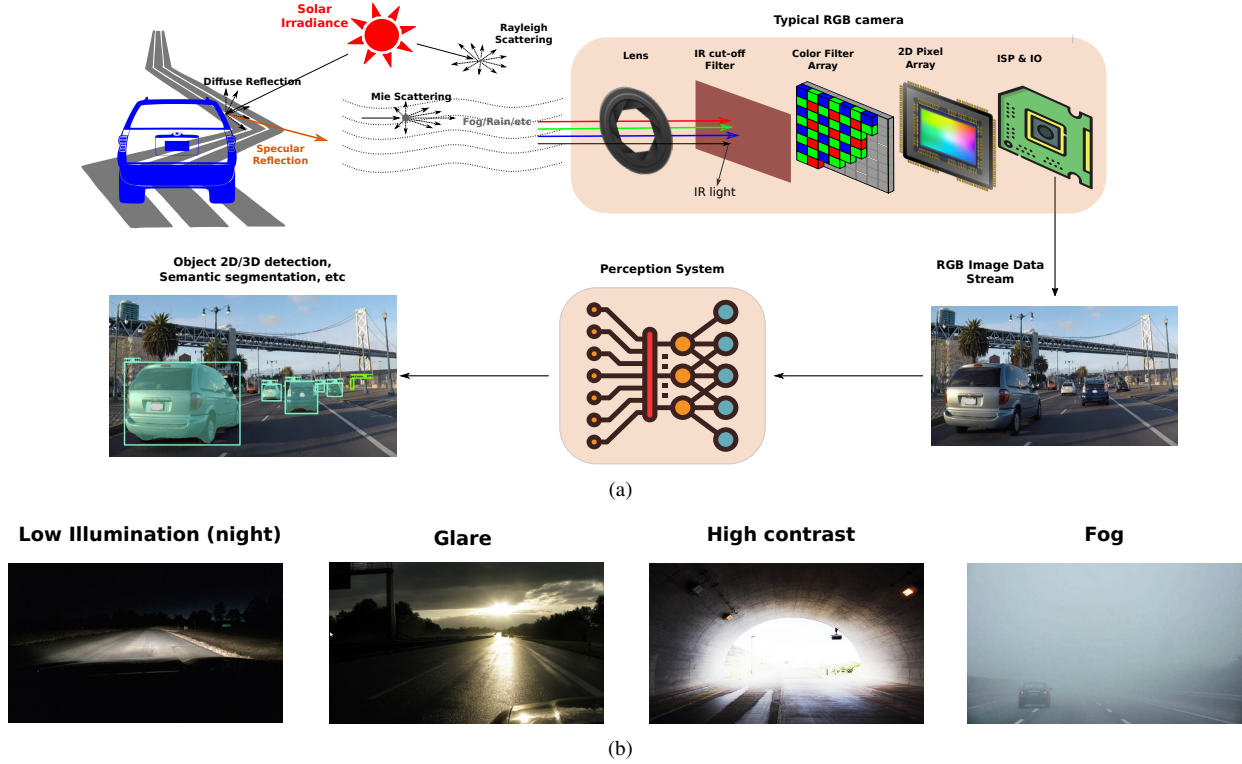 Solar
Irradiance
Rayleigh
Scattering
Typical RGB camera
Lens
IR cut-off
Filter
Color Filter
Array
2D Pixel
Array
ISP & IO
Diffuse Reflection
Mie Scattering
Fog/Rain/etc
Specular
Reflection
IR light
Object 2D/3D detection,
Semantic segmentation, etc
Perception System
RGB Image Data
Stream
(a)
Low Illumination (night)
Glare
High contrast
Fog
(b)